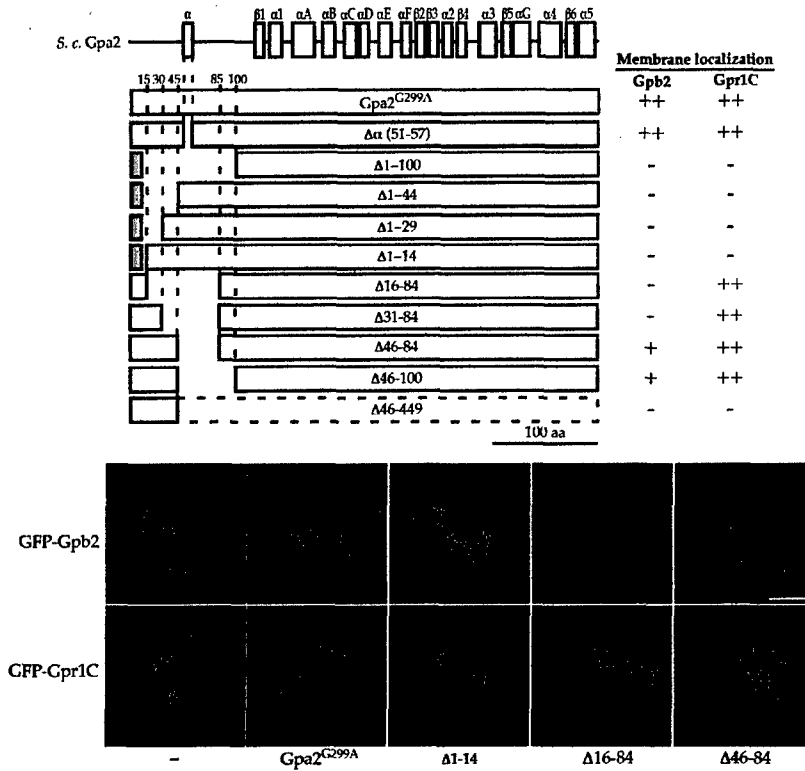 α β1 α1 αA αB αC αD αE αF β2 β3 α2 β4 α3 β5 αG α4 β6 α5
S. c. Gpa2
Membrane localization
15 30 45 85 100 Gpb2 Gpr1C
Gpa2G299A ++ ++
Δα (51-57) ++ ++
Δ1-100 - -
Δ1-44 - -
Δ1-29 - -
Δ1-14 - -
Δ16-84 - ++
Δ31-84 - ++
Δ46-84 + ++
Δ46-100 + ++
Δ46-449 - -
100 aa
GFP-Gpb2
GFP-Gpr1C
- Gpa2G299A Δ1-14 Δ16-84 Δ46-84